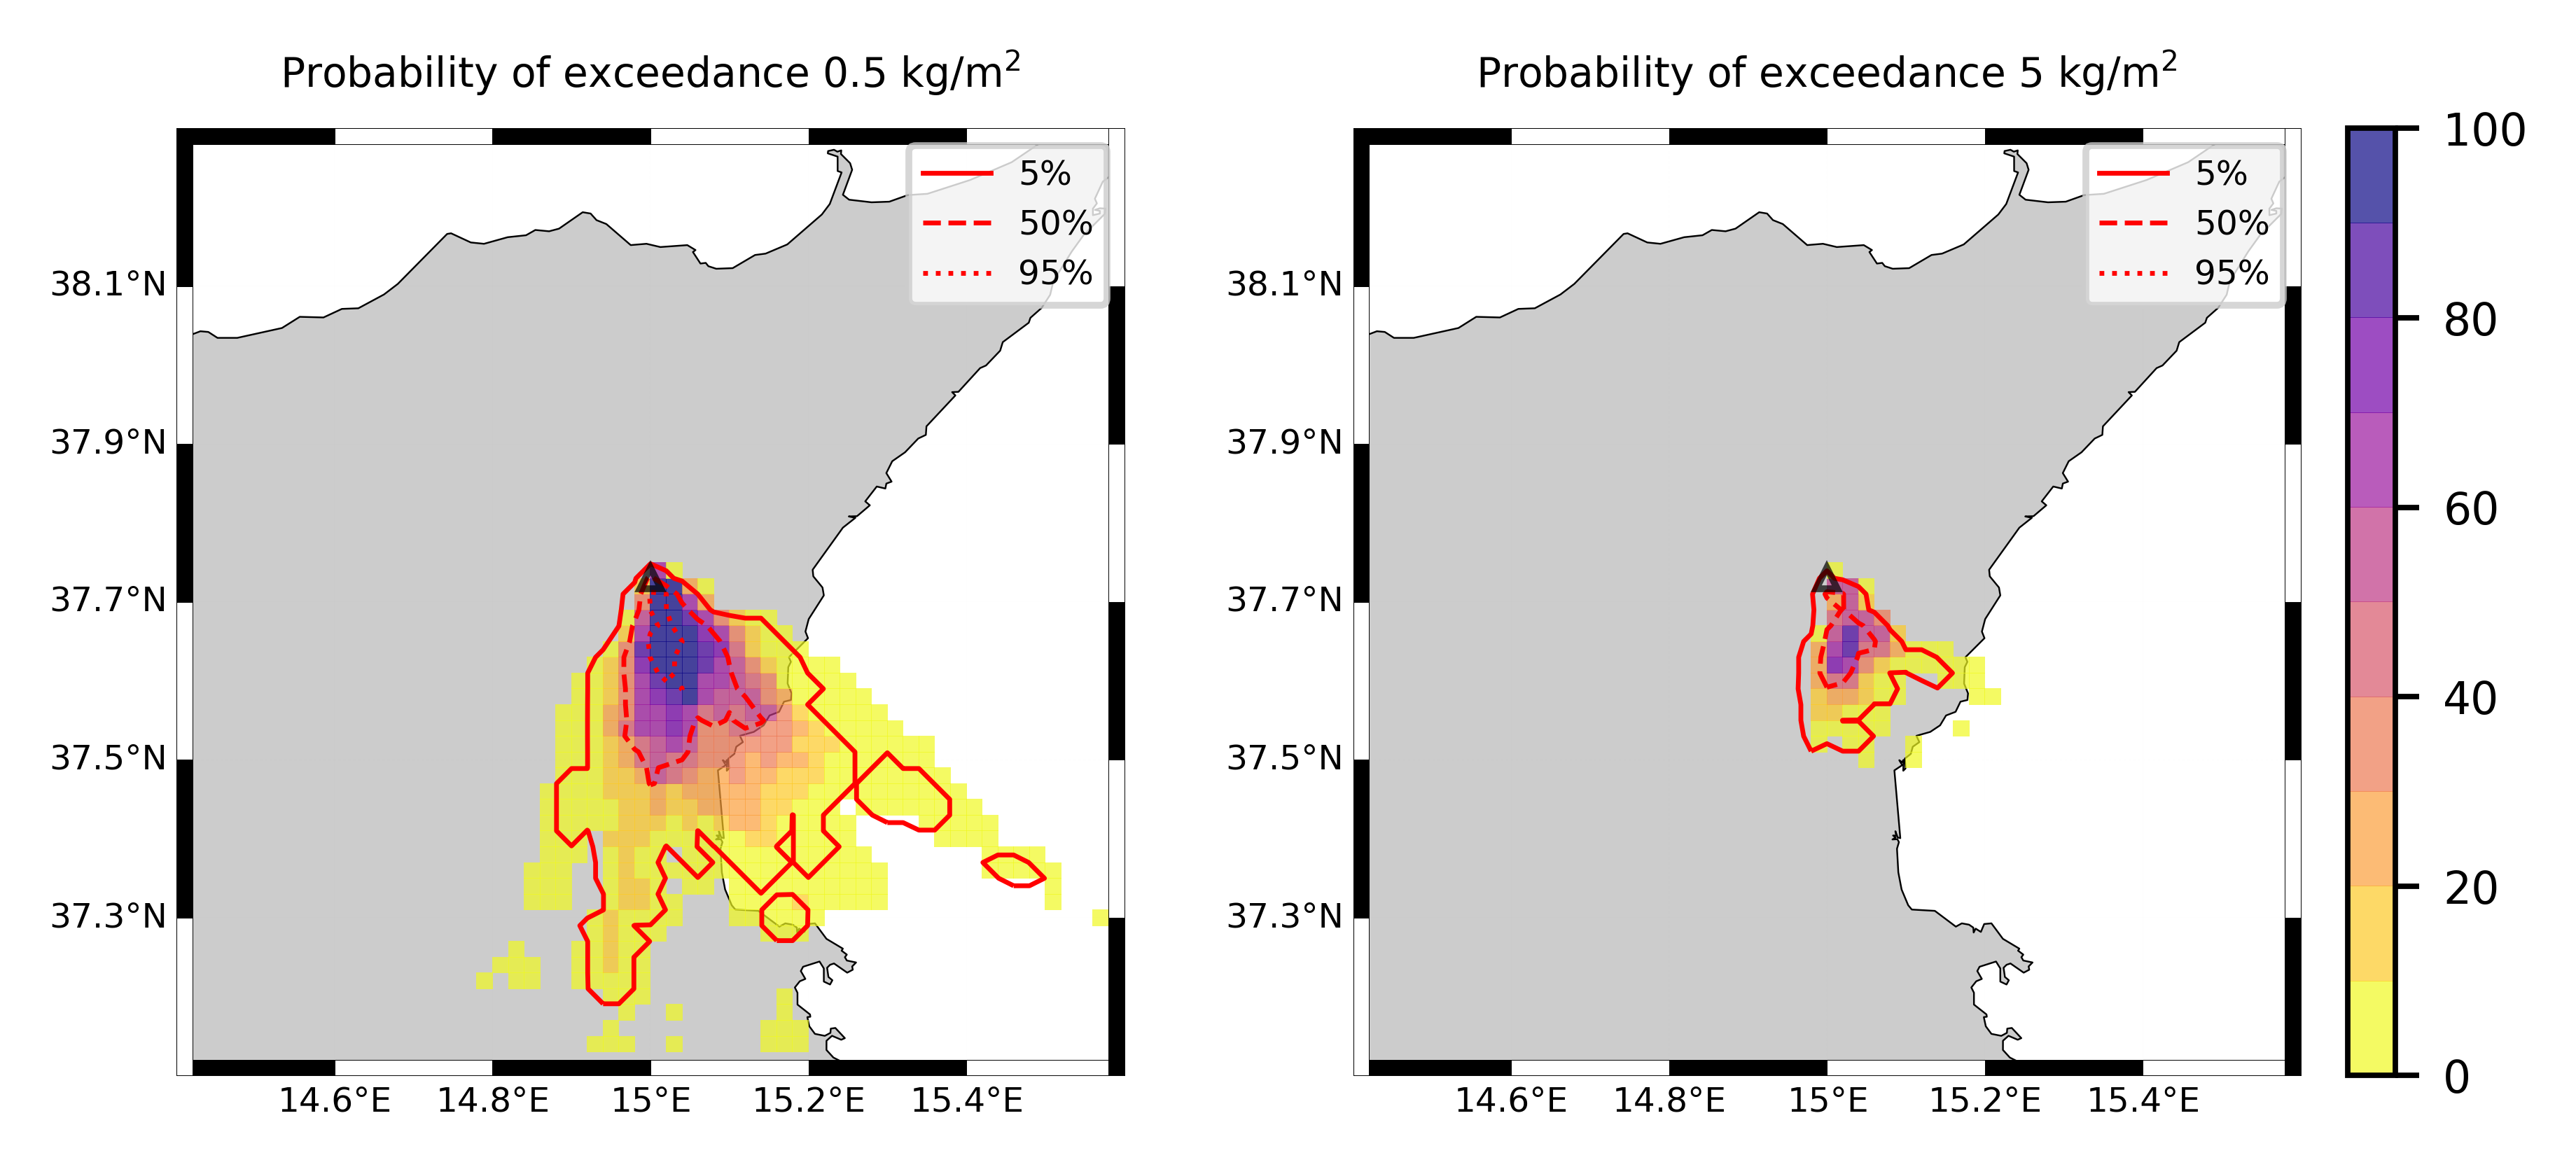 Probability of exceedance 0.5 kg/m²
5%
50%
95%
38.1°N
37.9°N
37.7°N
37.5°N
37.3°N
14.6°E 14.8°E 15°E 15.2°E 15.4°E
Probability of exceedance 5 kg/m²
5%
50%
95%
38.1°N
37.9°N
37.7°N
37.5°N
37.3°N
14.6°E 14.8°E 15°E 15.2°E 15.4°E
100
80
60
40
20
0